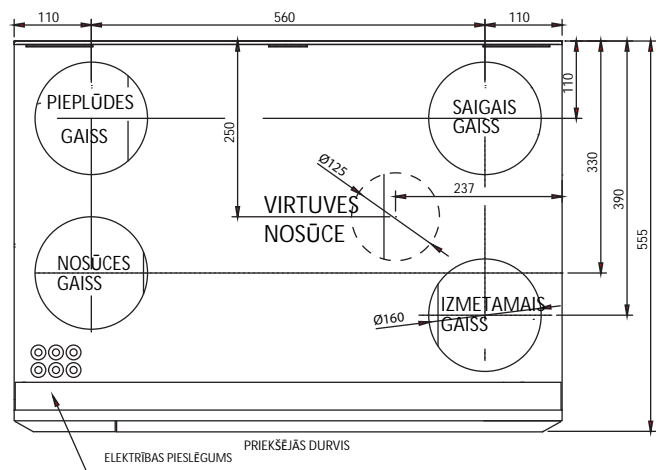 110
560
110
PIEPLŪDES
GAISS
SAIGAIS
GAISS
110
250
Ø125
237
330
390
555
VIRTUVES
NOSŪCE
NOSŪCES
GAISS
IZMETAMAIS
GAISS
Ø160
PRIEKŠĒJĀS DURVIS
ELEKTRĪBAS PIESLĒGUMS